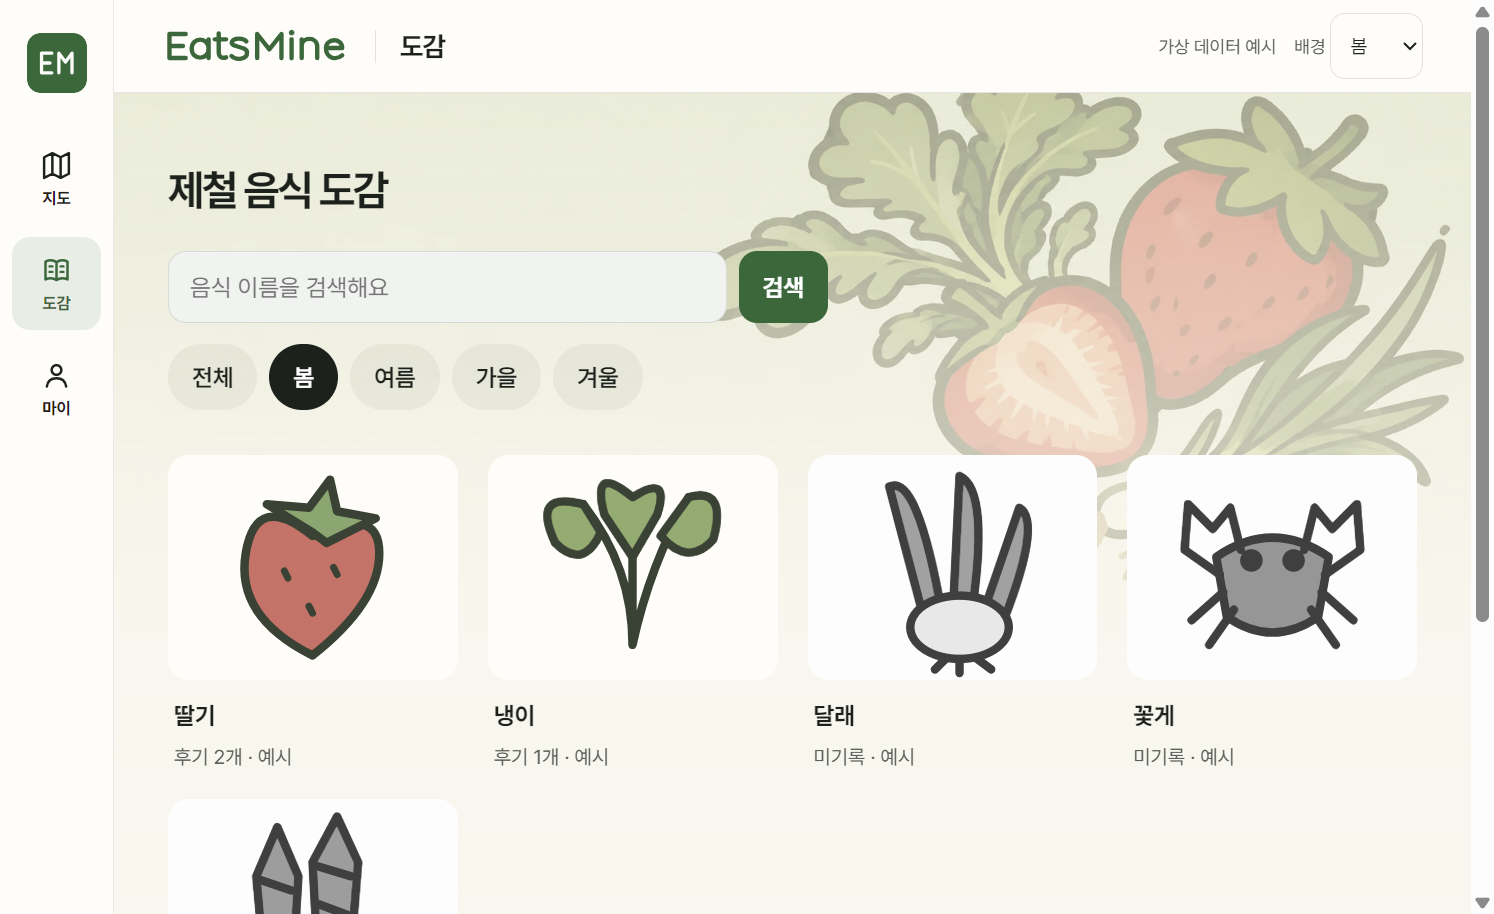 EM
EatsMine
도감
가상 데이터 예시
배경
봄
지도
도감
마이
제철 음식 도감
음식 이름을 검색해요
검색
전체
봄
여름
가을
겨울
딸기
후기 2개 · 예시
냉이
후기 1개 · 예시
달래
미기록 · 예시
꽃게
미기록 · 예시